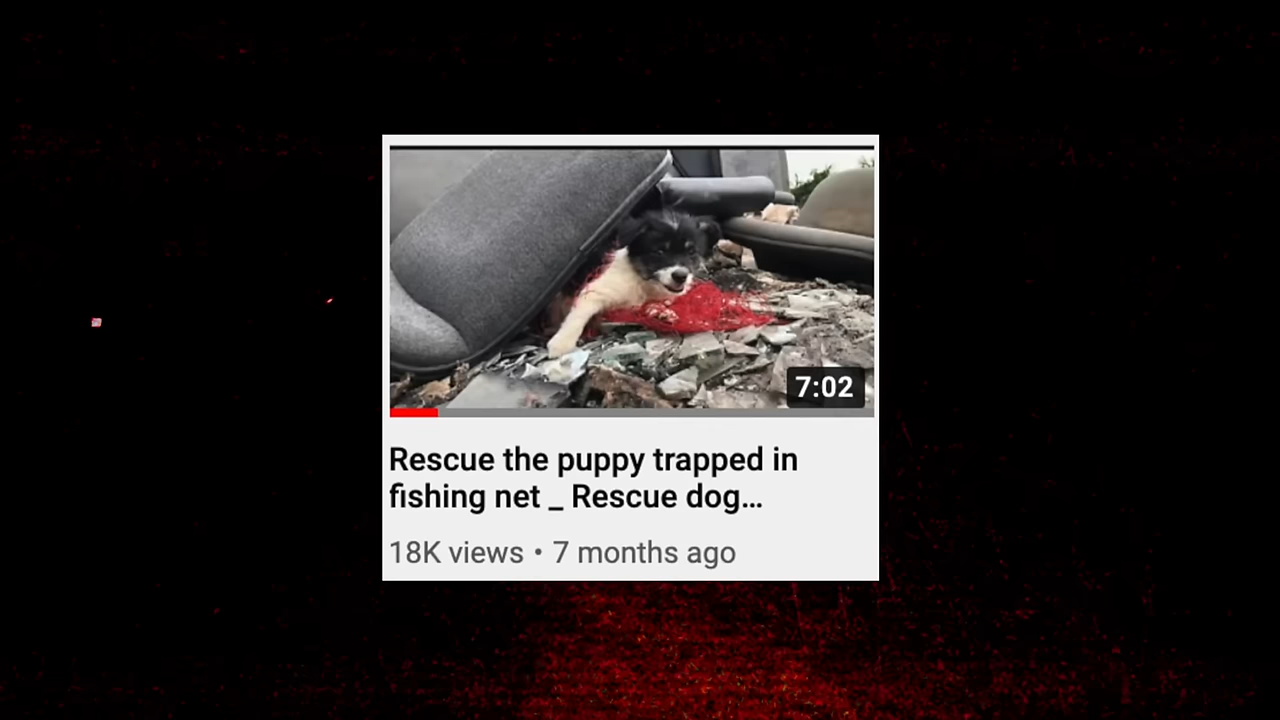 7:02
Rescue the puppy trapped in
fishing net _ Rescue dog...
18K views • 7 months ago